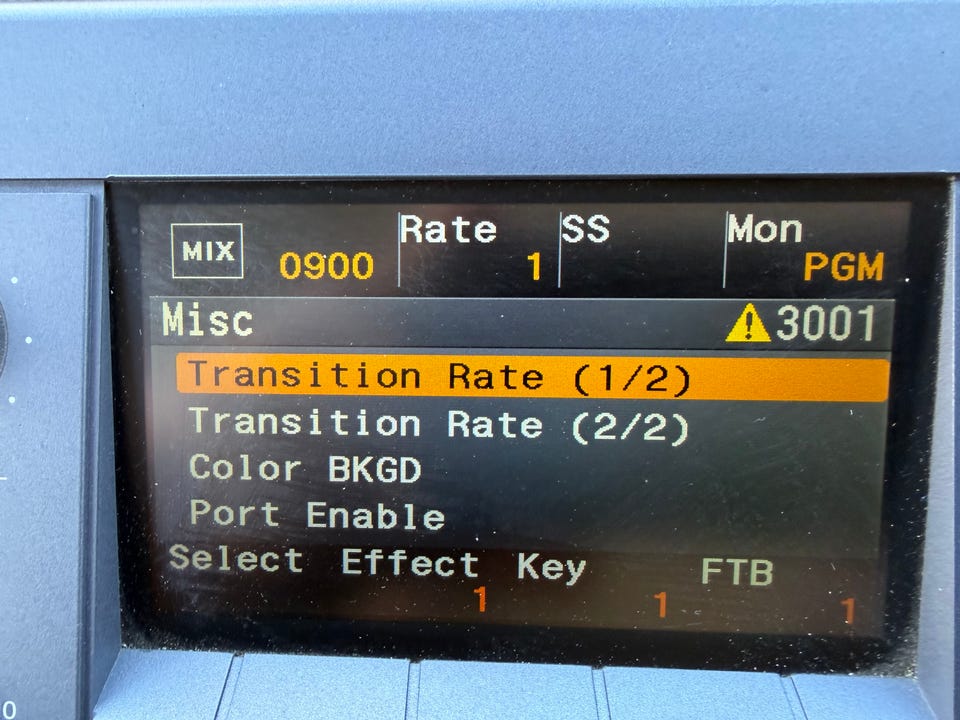 MIX 0900 Rate 1 SS Mon PGM
Misc 3001
Transition Rate (1/2)
Transition Rate (2/2)
Color BKGD
Port Enable
Select Effect Key FTB
1 1 1
0